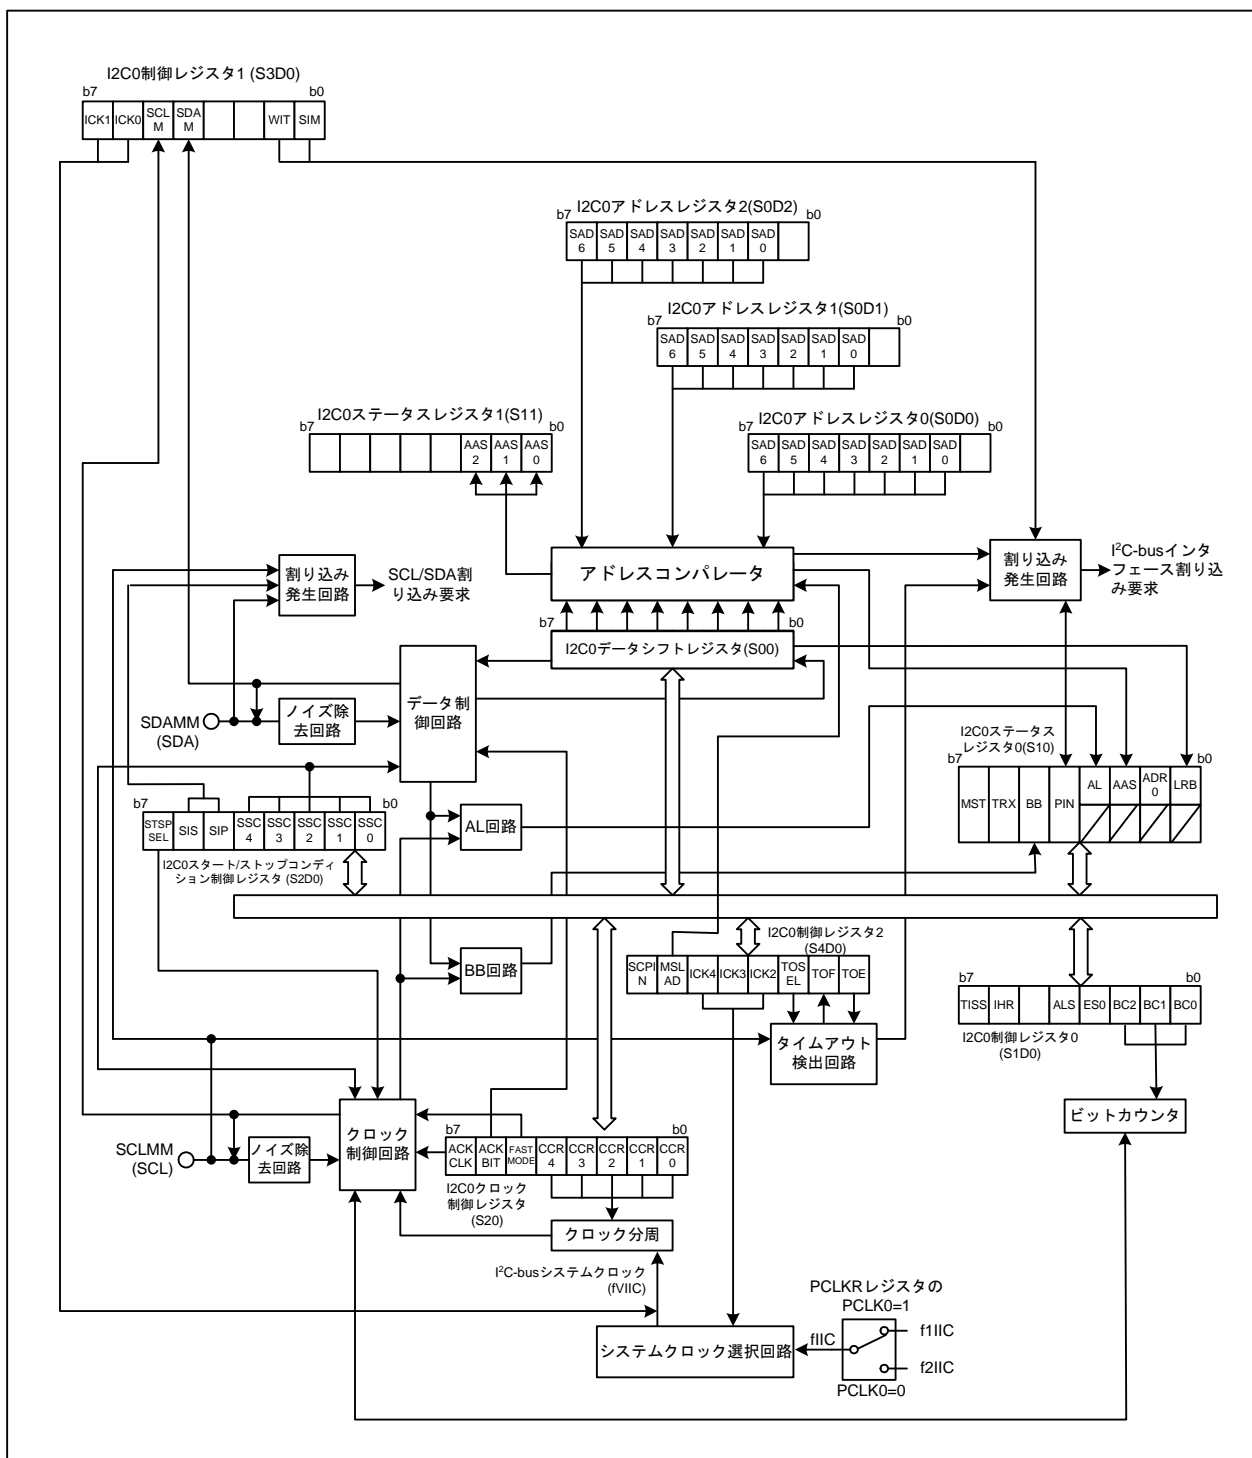 I2C0制御レジスタ1 (S3D0)
b7 b0
ICK1 ICK0 SCL SDA WIT SIM
M M
I2C0アドレスレジスタ2(S0D2)
b7 b0
SAD SAD SAD SAD SAD SAD SAD
6 5 4 3 2 1 0
I2C0アドレスレジスタ1(S0D1)
b7 b0
SAD SAD SAD SAD SAD SAD SAD
6 5 4 3 2 1 0
I2C0ステータスレジスタ1(S11)
b7 b0
AAS AAS AAS
2 1 0
I2C0アドレスレジスタ0(S0D0)
b7 b0
SAD SAD SAD SAD SAD SAD SAD
6 5 4 3 2 1 0
割り込み
発生回路
SCL/SDA割
り込み要求
アドレスコンパレータ
割り込み
発生回路
I²C-busインタ
フェース割り込
み要求
b7 b0
I2C0データシフトレジスタ(S00)
データ制
御回路
SDAMM
(SDA)
ノイズ除
去回路
I2C0ステータス
レジスタ0(S10)
b7 b0
MST TRX BB PIN AL AAS ADR LRB
0
b7 b0
STSP SIS SIP SSC SSC SSC SSC SSC
SEL 4 3 2 1 0
I2C0スタート/ストップコンディ
ション制御レジスタ (S2D0)
AL回路
BB回路
I2C0制御レジスタ2
(S4D0)
SCPI MSL ICK4 ICK3 ICK2 TOS TOF TOE
N AD EL
タイムアウト
検出回路
b7 b0
TISS IHR ALS ES0 BC2 BC1 BC0
I2C0制御レジスタ0
(S1D0)
ビットカウンタ
SCLMM
(SCL)
ノイズ除
去回路
クロック
制御回路
b7 b0
ACK ACK FAST CCR CCR CCR CCR CCR
CLK BIT MODE 4 3 2 1 0
I2C0クロック
制御レジスタ
(S20)
クロック分周
I²C-busシステムクロック
(fVIIC)
システムクロック選択回路
PCLKRレジスタの
PCLK0=1
fIIC
f1IIC
f2IIC
PCLK0=0